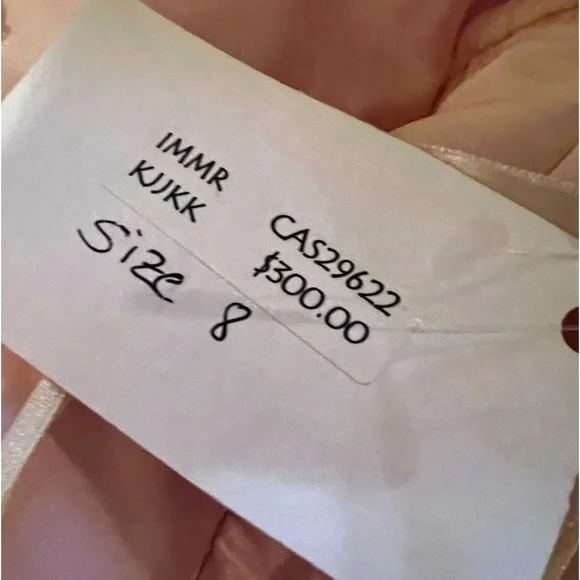 IMMR
KJJKK
CAS29622
$300.00
Size 8